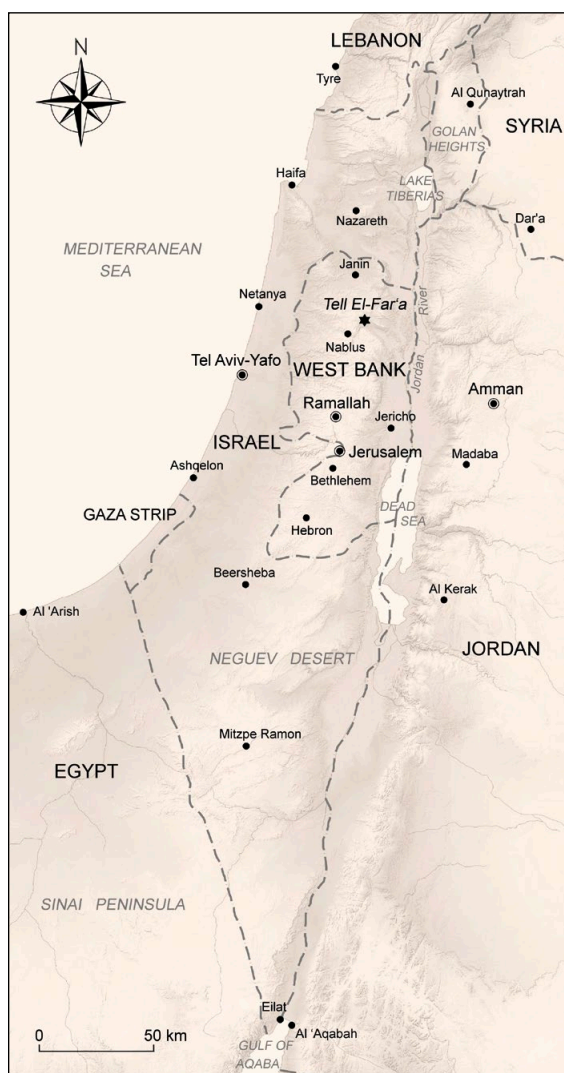 N
LEBANON
Tyre
Al Qunaytrah
GOLAN
HEIGHTS
SYRIA
Haifa
LAKE
TIBERIAS
Nazareth
Dar'a
MEDITERRANEAN
SEA
Janin
Netanya
Tell El-Far'a
Jordan River
Nablus
Tel Aviv-Yafo
WEST BANK
Amman
Ramallah
Jericho
ISRAEL
Jerusalem
Madaba
Ashqelon
Bethlehem
DEAD
SEA
GAZA STRIP
Hebron
Beersheba
Al Kerak
Al 'Arish
NEGUEV DESERT
JORDAN
Mitzpe Ramon
EGYPT
SINAI PENINSULA
Eilat
Al 'Aqabah
0 50 km
GULF OF
AQABA